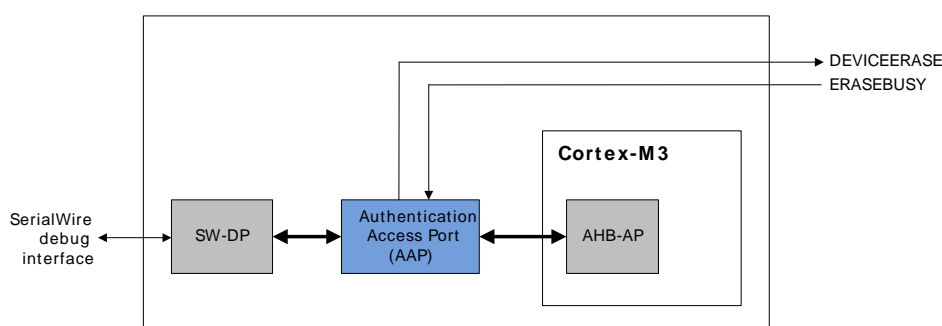 DEVICEERASE
ERASEBUSY
Cortex-M3
SerialWire
debug
interface
SW-DP
Authentication
Access Port
(AAP)
AHB-AP